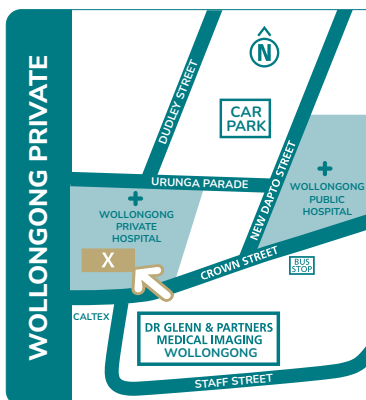 WOLLONGONG PRIVATE
N
DUDLEY STREET
CAR
PARK
NEW DAPTO STREET
URUNGA PARADE
WOLLONGONG
PRIVATE
HOSPITAL
WOLLONGONG
PUBLIC
HOSPITAL
X
CROWN STREET
BUS
STOP
CALTEX
DR GLENN & PARTNERS
MEDICAL IMAGING
WOLLONGONG
STAFF STREET